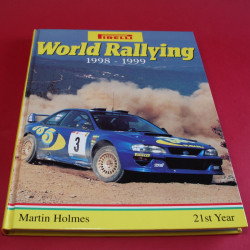 PIRELLI
World Rallying
1998 - 1999
3
Martin Holmes
21st Year